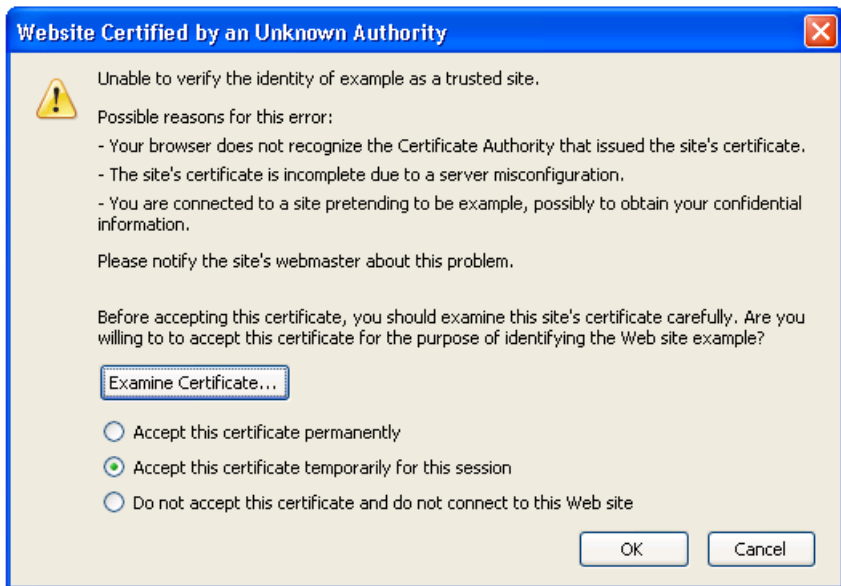 Website Certified by an Unknown Authority
Unable to verify the identity of example as a trusted site.
Possible reasons for this error:
- Your browser does not recognize the Certificate Authority that issued the site's certificate.
- The site's certificate is incomplete due to a server misconfiguration.
- You are connected to a site pretending to be example, possibly to obtain your confidential
information.
Please notify the site's webmaster about this problem.
Before accepting this certificate, you should examine this site's certificate carefully. Are you
willing to to accept this certificate for the purpose of identifying the Web site example?
Examine Certificate...
Accept this certificate permanently
Accept this certificate temporarily for this session
Do not accept this certificate and do not connect to this Web site
OK Cancel